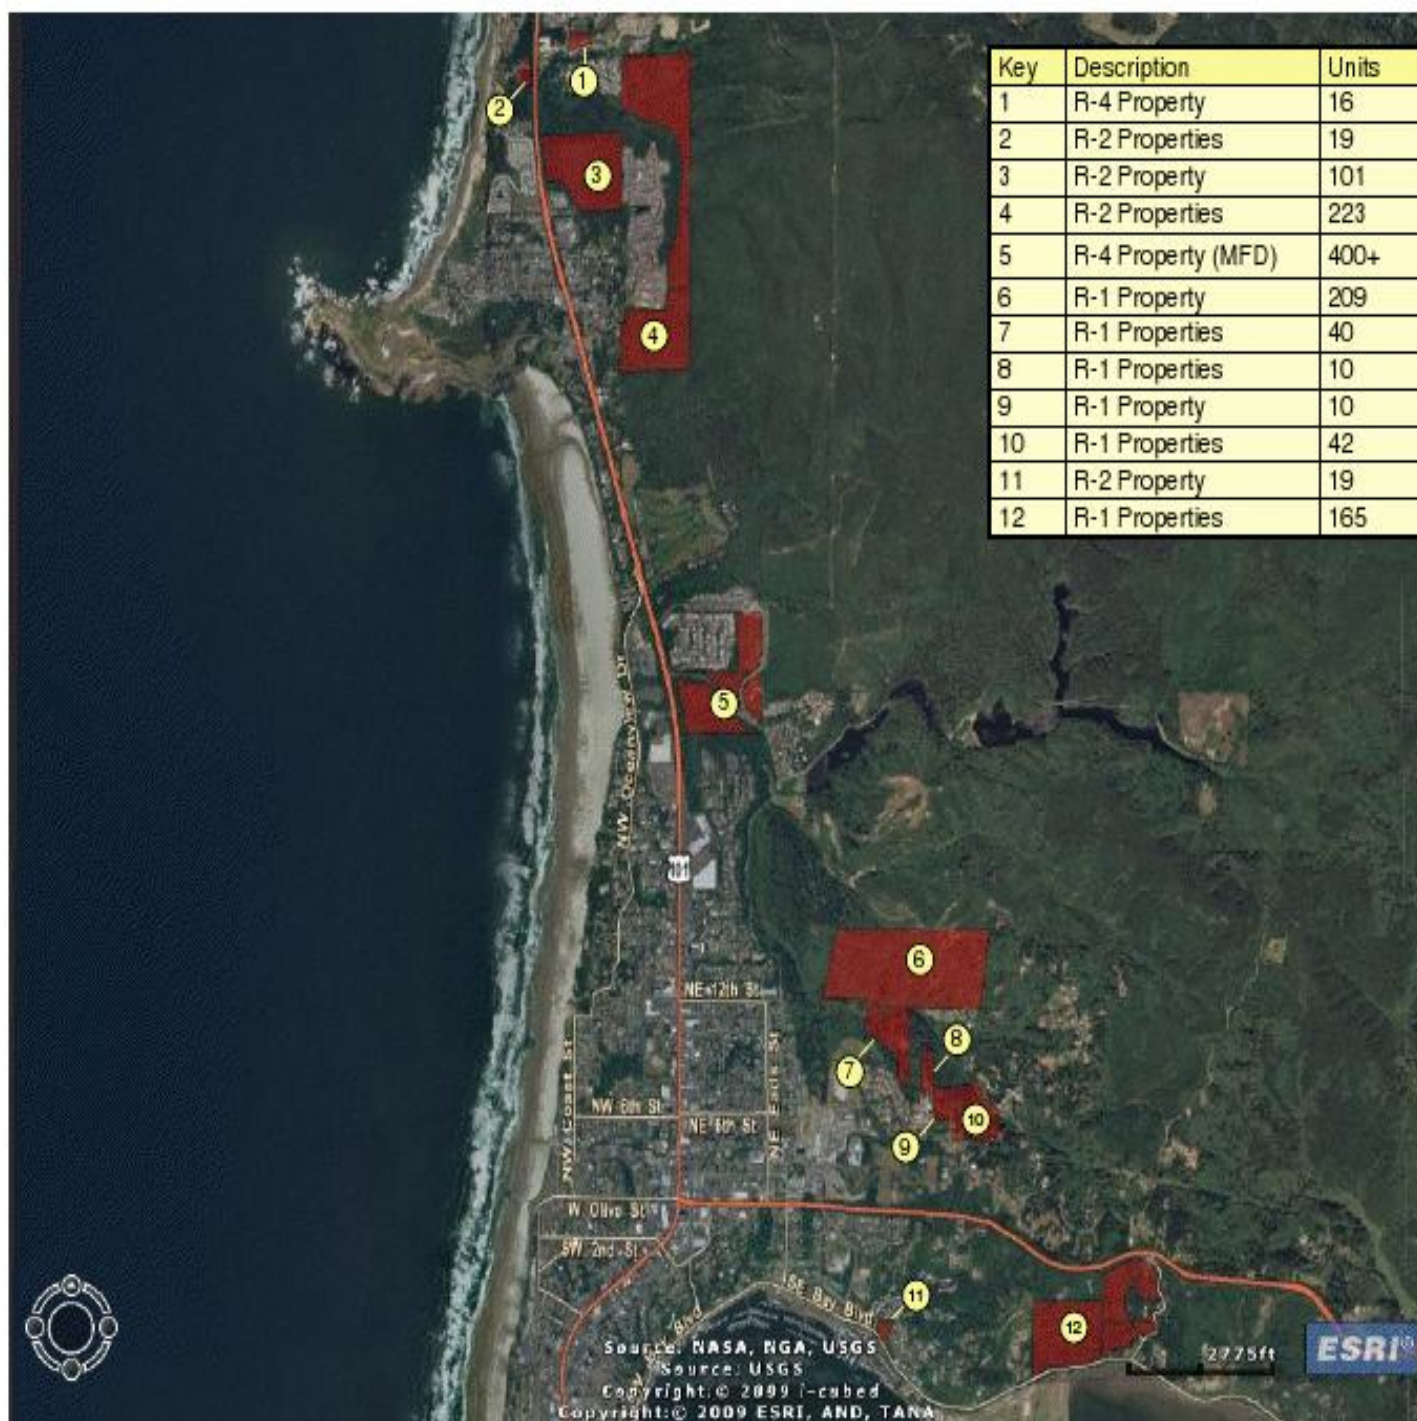 Key Description Units
1 R-4 Property 16
2 R-2 Properties 19
3 R-2 Property 101
4 R-2 Properties 223
5 R-4 Property (MFD) 400+
6 R-1 Property 209
7 R-1 Properties 40
8 R-1 Properties 10
9 R-1 Property 10
10 R-1 Properties 42
11 R-2 Property 19
12 R-1 Properties 165
1
2
3
4
5
NW Oceanview Dr
101
6
NE 12th St
8
7
NW Coast St
NE Eads St
NW 6th St
NE 6th St
10
9
W Olive St
SW 2nd St
SE Bay Blvd
11
12
Blvd
Source: NASA, NGA, USGS
Source: USGS
Copyright:© 2009 i-cubed
Copyright:© 2009 ESRI, AND, TANA
2775ft
ESRI®